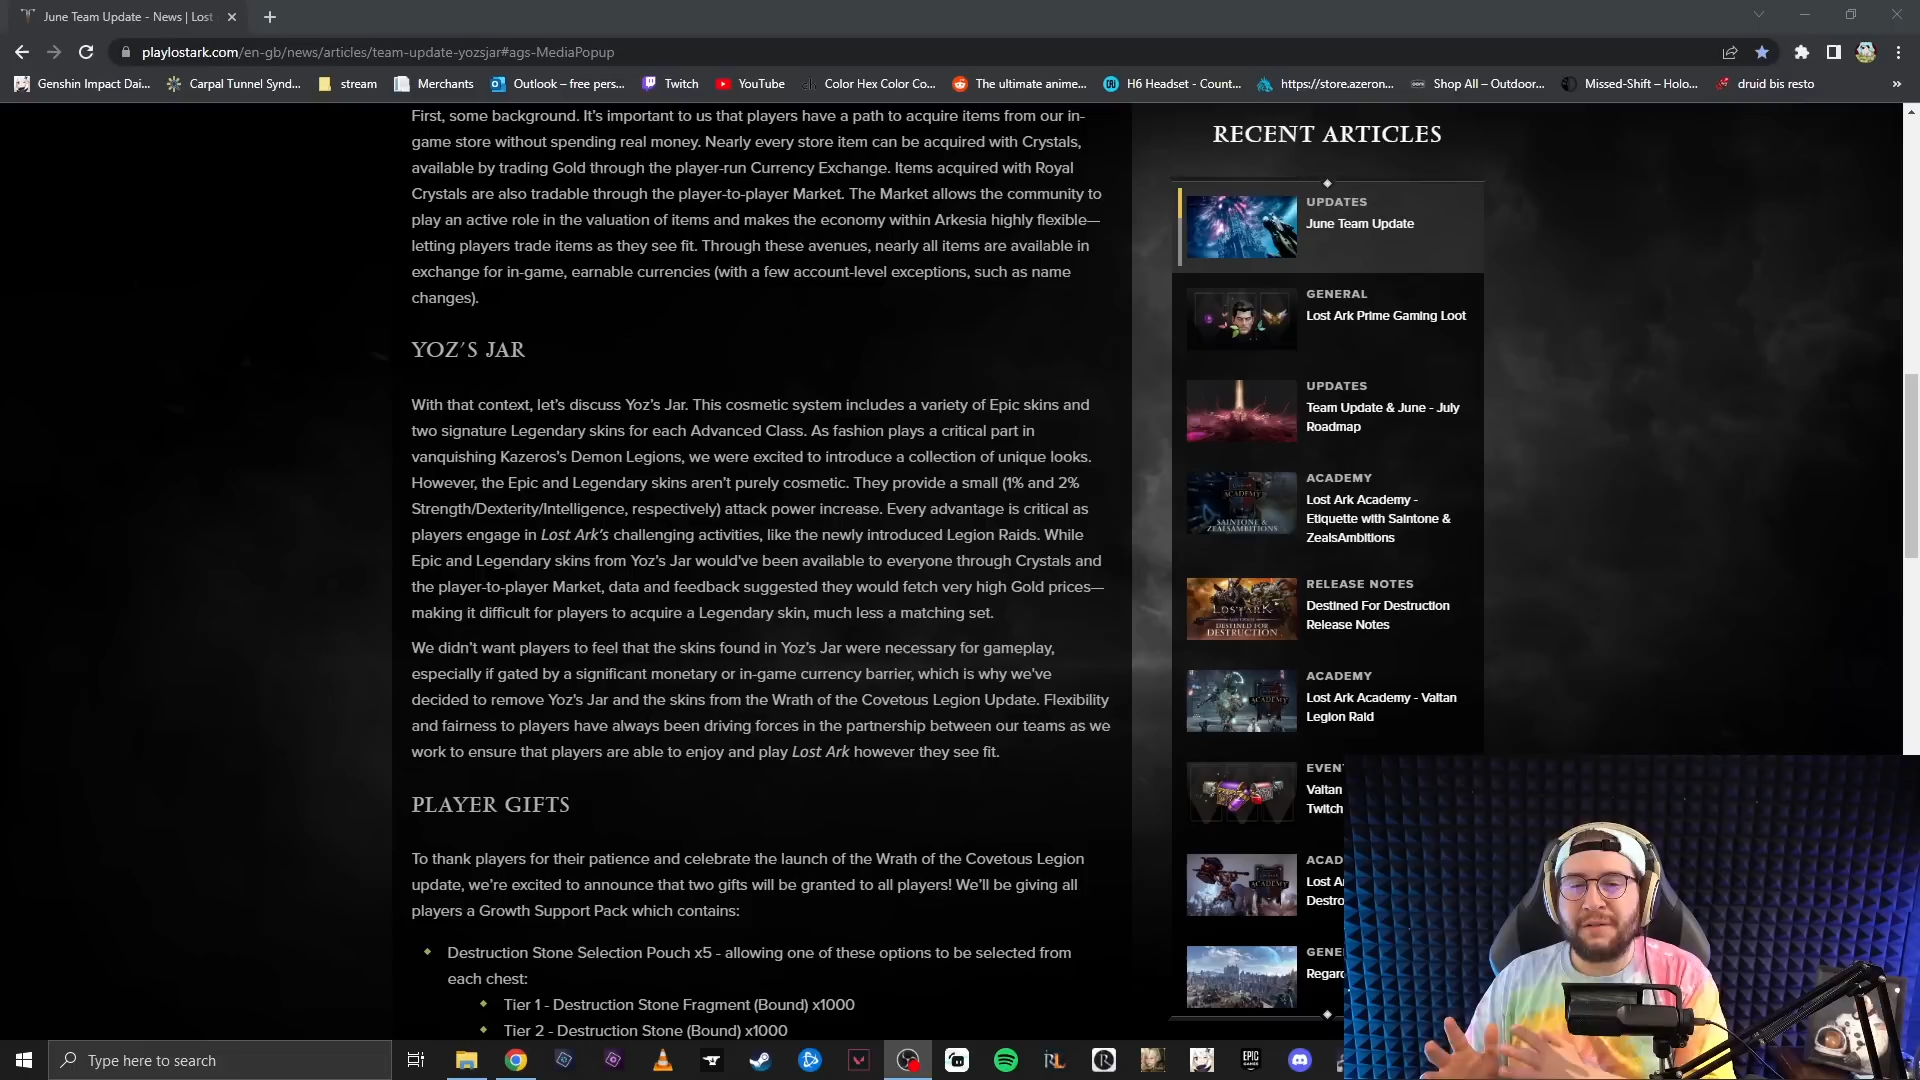 June Team Update - News | Lost
playlostark.com/en-gb/news/articles/team-update-yozsjar#ags-MediaPopup
Genshin Impact Dai...
Carpal Tunnel Synd...
stream
Merchants
Outlook – free pers...
Twitch
YouTube
Color Hex Color Co...
The ultimate anime...
H6 Headset - Count...
https://store.azeron...
Shop All – Outdoor...
Missed-Shift – Holo...
druid bis resto
»
First, some background. It's important to us that players have a path to acquire items from our in-
game store without spending real money. Nearly every store item can be acquired with Crystals,
available by trading Gold through the player-run Currency Exchange. Items acquired with Royal
Crystals are also tradable through the player-to-player Market. The Market allows the community to
play an active role in the valuation of items and makes the economy within Arkesia highly flexible—
letting players trade items as they see fit. Through these avenues, nearly all items are available in
exchange for in-game, earnable currencies (with a few account-level exceptions, such as name
changes).
YOZ'S JAR
With that context, let's discuss Yoz's Jar. This cosmetic system includes a variety of Epic skins and
two signature Legendary skins for each Advanced Class. As fashion plays a critical part in
vanquishing Kazeros's Demon Legions, we were excited to introduce a collection of unique looks.
However, the Epic and Legendary skins aren't purely cosmetic. They provide a small (1% and 2%
Strength/Dexterity/Intelligence, respectively) attack power increase. Every advantage is critical as
players engage in Lost Ark's challenging activities, like the newly introduced Legion Raids. While
Epic and Legendary skins from Yoz's Jar would've been available to everyone through Crystals and
the player-to-player Market, data and feedback suggested they would fetch very high Gold prices—
making it difficult for players to acquire a Legendary skin, much less a matching set.
We didn't want players to feel that the skins found in Yoz's Jar were necessary for gameplay,
especially if gated by a significant monetary or in-game currency barrier, which is why we've
decided to remove Yoz's Jar and the skins from the Wrath of the Covetous Legion Update. Flexibility
and fairness to players have always been driving forces in the partnership between our teams as we
work to ensure that players are able to enjoy and play Lost Ark however they see fit.
PLAYER GIFTS
To thank players for their patience and celebrate the launch of the Wrath of the Covetous Legion
update, we're excited to announce that two gifts will be granted to all players! We'll be giving all
players a Growth Support Pack which contains:
Destruction Stone Selection Pouch x5 - allowing one of these options to be selected from
each chest:
Tier 1 - Destruction Stone Fragment (Bound) x1000
Tier 2 - Destruction Stone (Bound) x1000
RECENT ARTICLES
UPDATES
June Team Update
GENERAL
Lost Ark Prime Gaming Loot
UPDATES
Team Update & June - July
Roadmap
ACADEMY
Lost Ark Academy -
Etiquette with Saintone &
ZealsAmbitions
ACADEMY
SAINTONE &
ZEALSAMBITIONS
RELEASE NOTES
Destined For Destruction
Release Notes
LOST ARK
DESTINED FOR
DESTRUCTION
ACADEMY
Lost Ark Academy - Valtan
Legion Raid
EVEN
Valtan
Twitch
ACAD
Lost A
Destro
GENE
Regard
Type here to search
EPIC
GAMES